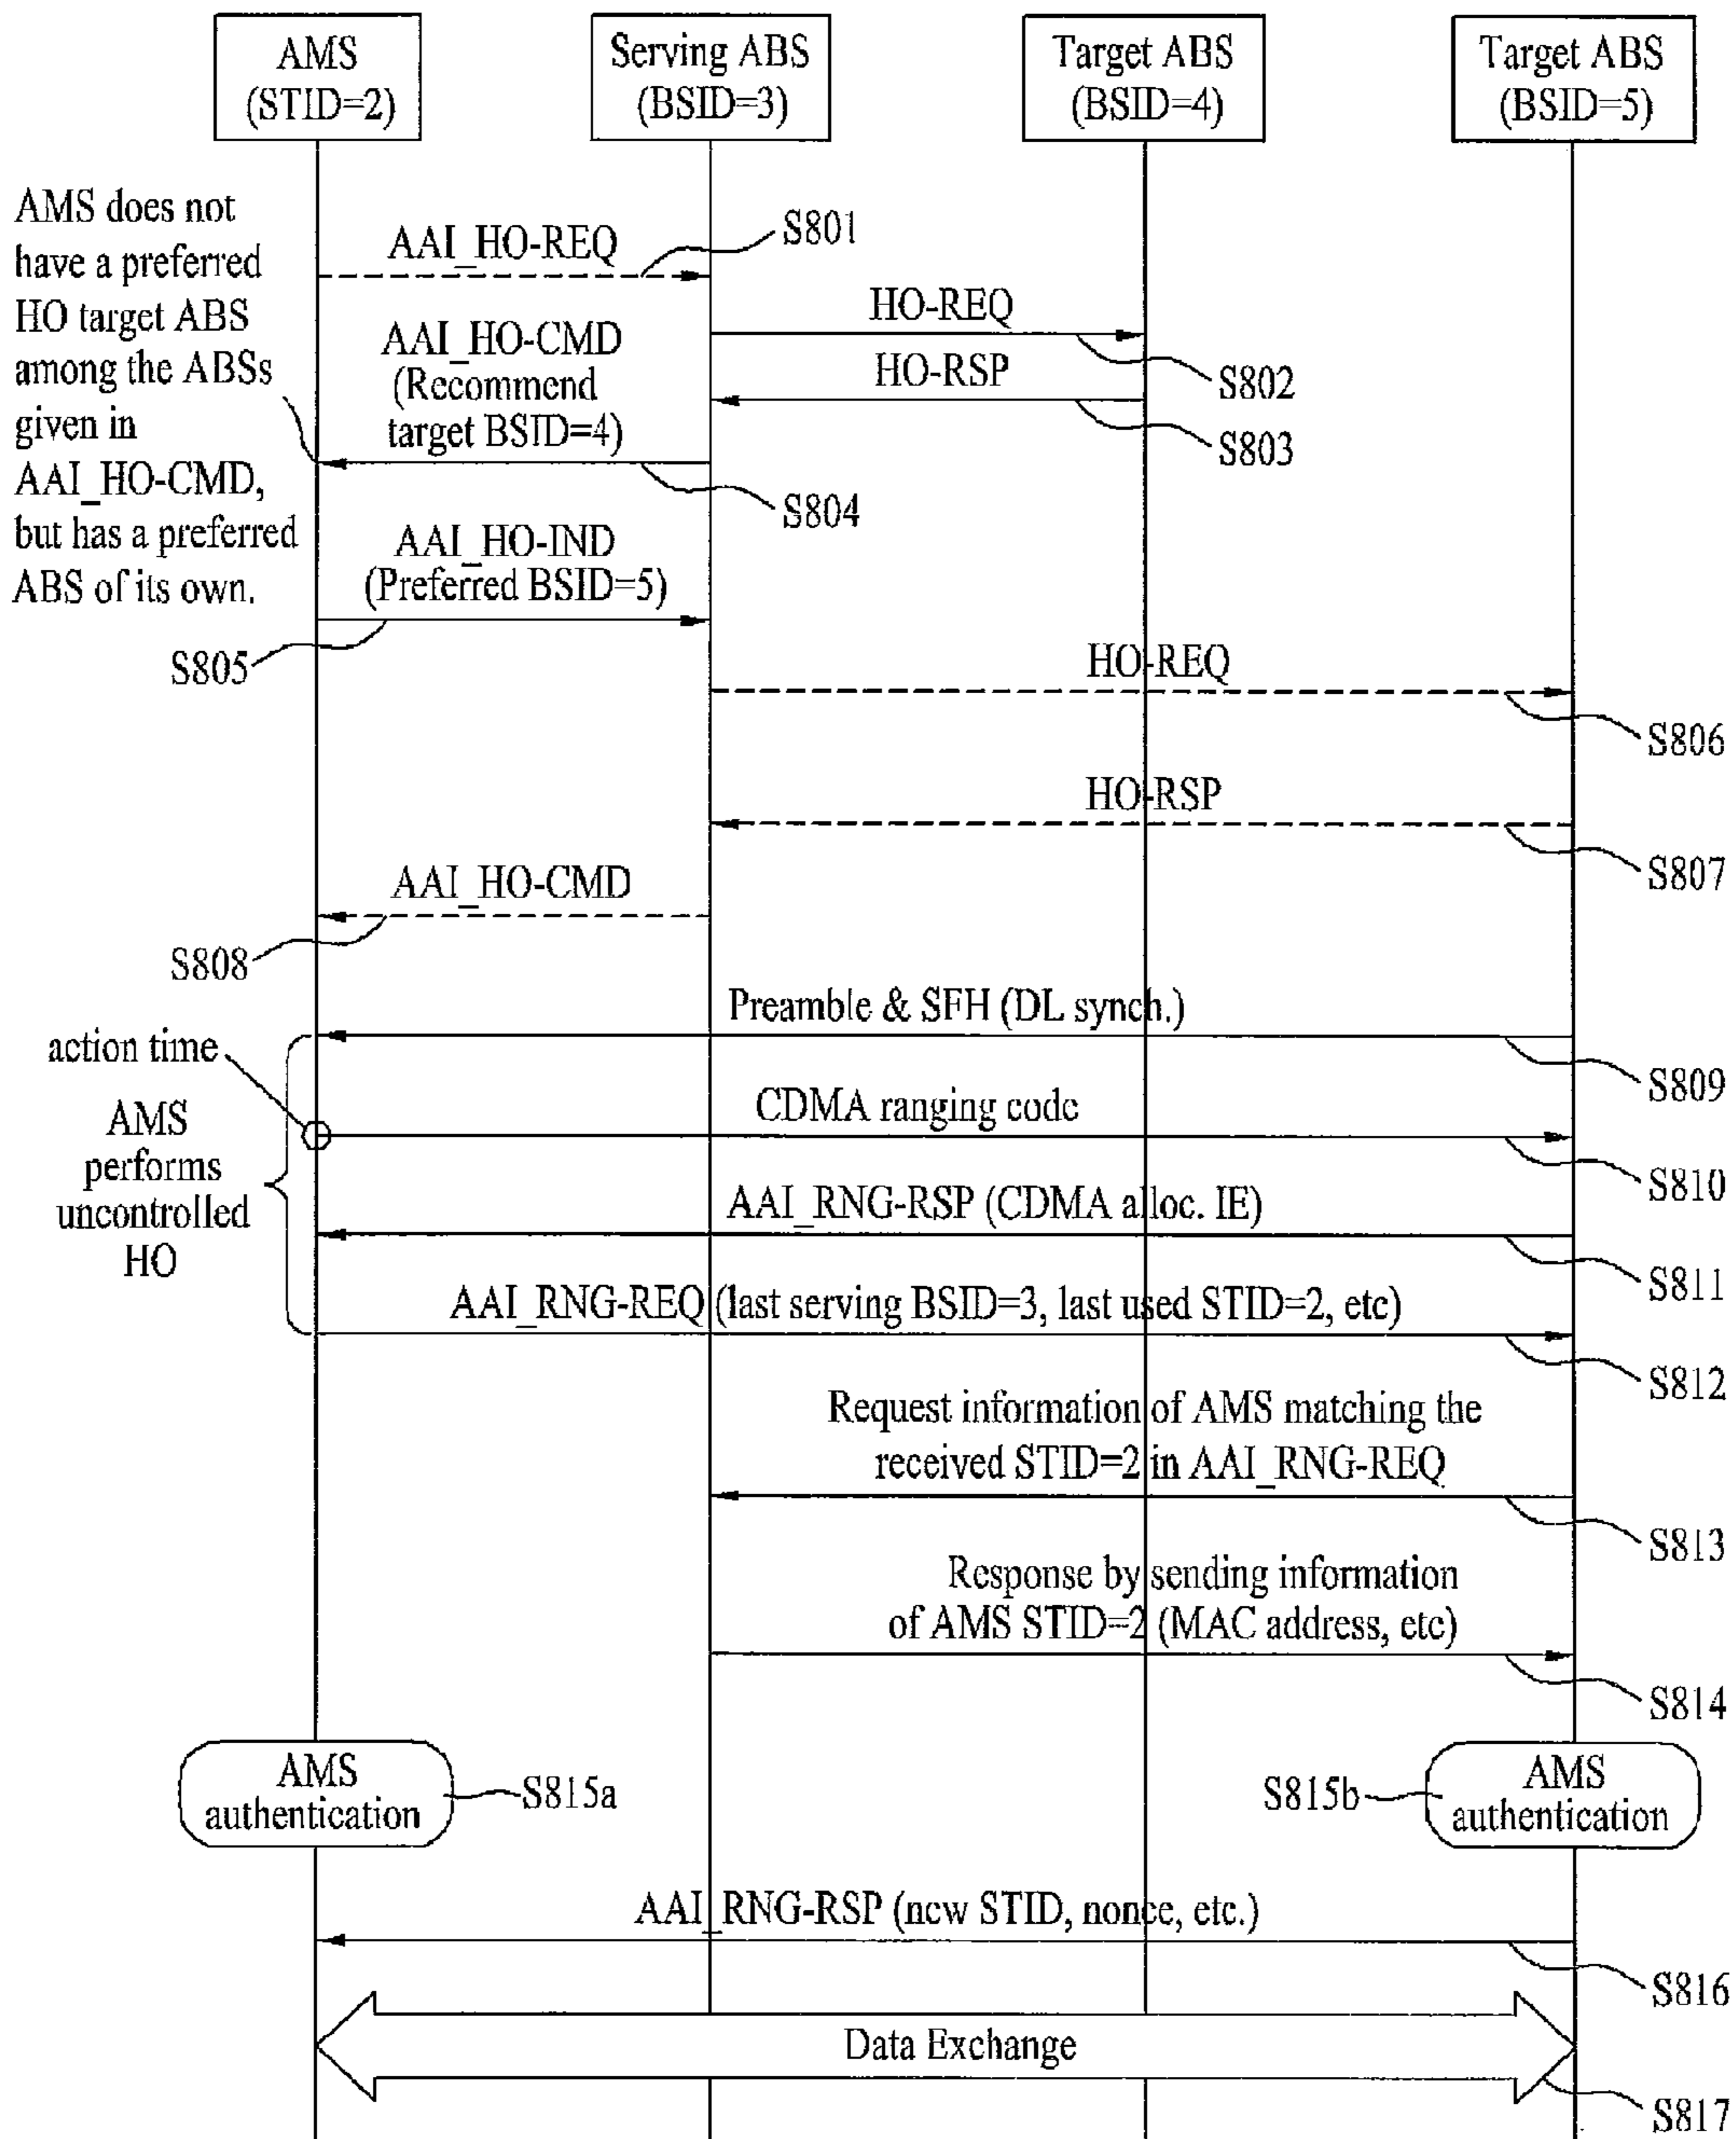 AMS
(STID=2)
Serving ABS
(BSID=3)
Target ABS
(BSID=4)
Target ABS
(BSID=5)
AMS does not
have a preferred
HO target ABS
among the ABSs
given in
AAI_HO-CMD,
but has a preferred
ABS of its own.
AAI_HO-REQ
S801
HO-REQ
S802
HO-RSP
S803
AAI_HO-CMD
(Recommend
target BSID=4)
S804
AAI_HO-IND
(Preferred BSID=5)
S805
HO-REQ
S806
HO-RSP
S807
AAI_HO-CMD
S808
Preamble & SFH (DL synch.)
S809
action time
AMS
performs
uncontrolled
HO
CDMA ranging code
S810
AAI_RNG-RSP (CDMA alloc. IE)
S811
AAI_RNG-REQ (last serving BSID=3, last used STID=2, etc)
S812
Request information of AMS matching the
received STID=2 in AAI_RNG-REQ
S813
Response by sending information
of AMS STID=2 (MAC address, etc)
S814
AMS
authentication
S815a
S815b
AMS
authentication
AAI_RNG-RSP (new STID, nonce, etc.)
S816
Data Exchange
S817